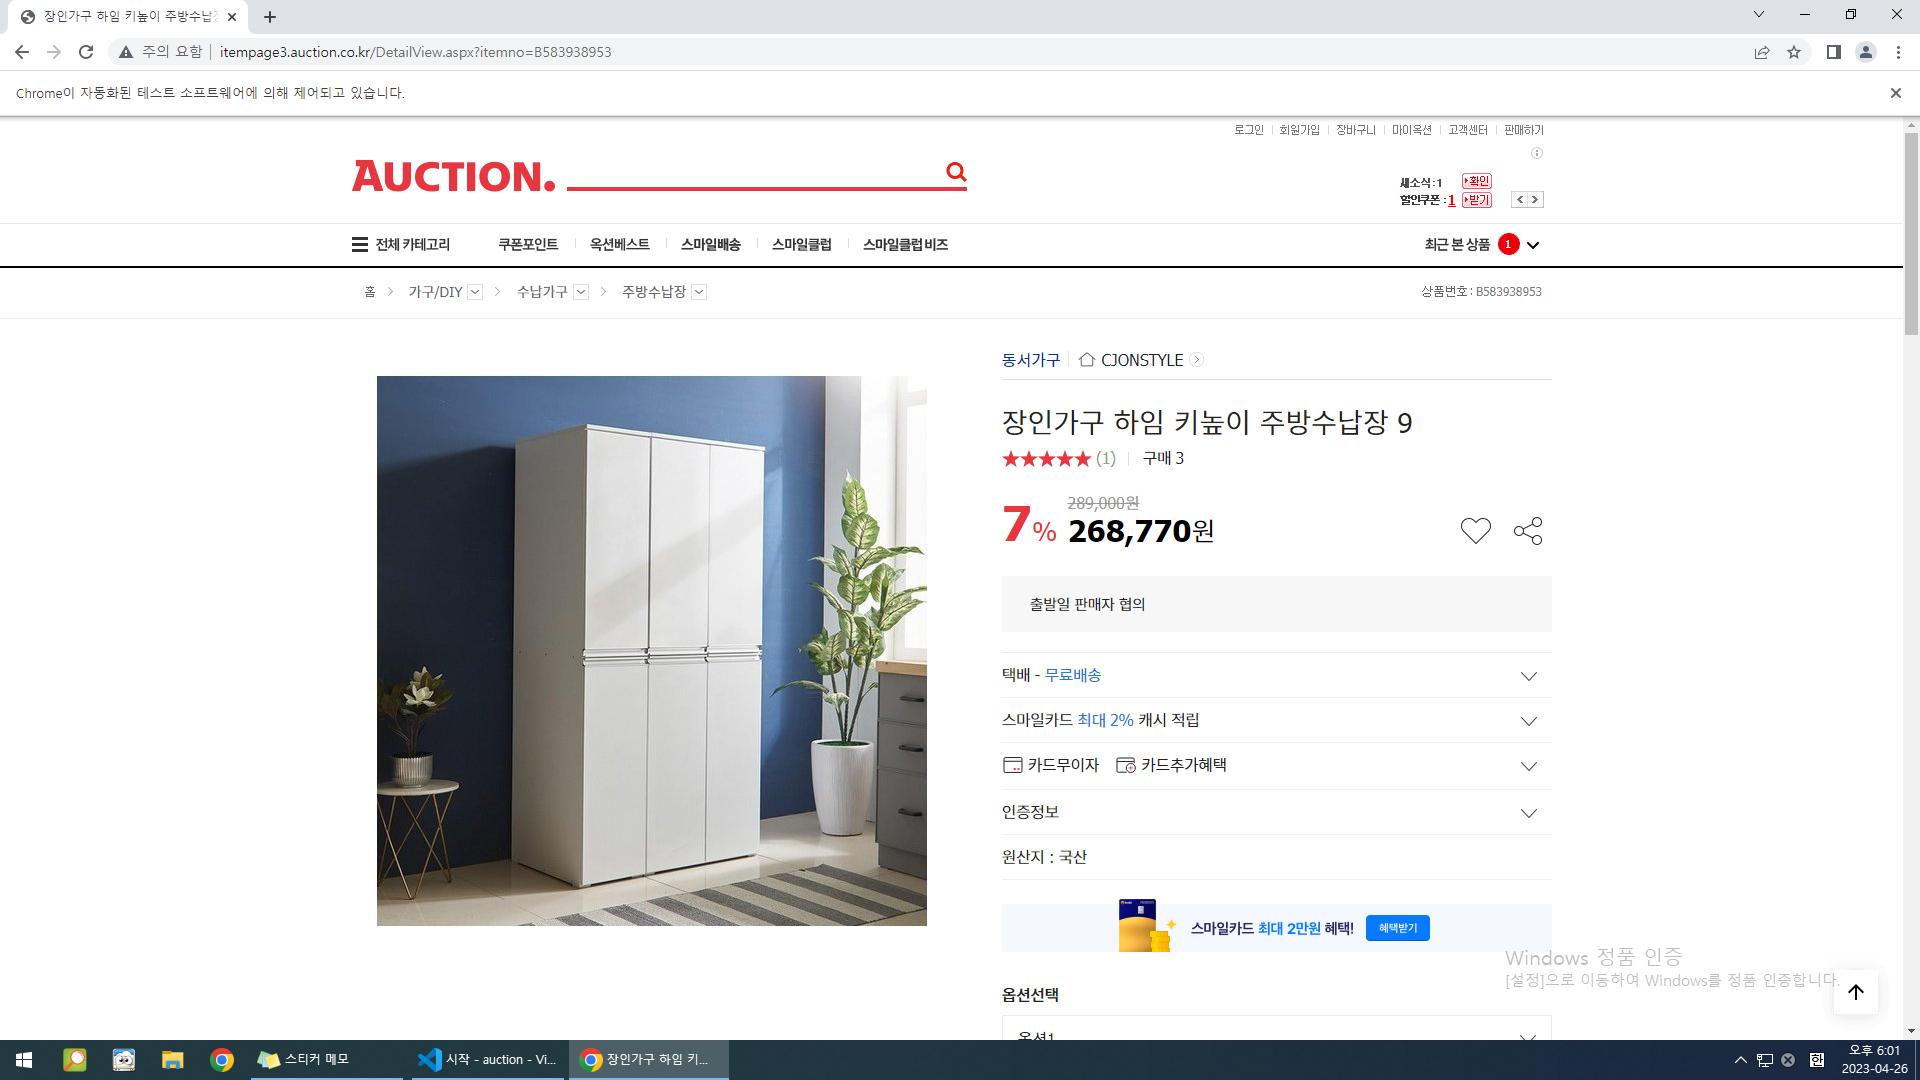 장인가구 하임 키높이 주방수납장
주의 요함 itempage3.auction.co.kr/DetailView.aspx?itemno=B583938953
Chrome이 자동화된 테스트 소프트웨어에 의해 제어되고 있습니다.
로그인 회원가입 장바구니 마이옥션 고객센터 판매하기
AUCTION.
새소식:1 확인
할인쿠폰:1 받기
전체 카테고리 쿠폰포인트 옥션베스트 스마일배송 스마일클럽 스마일클럽 비즈 최근 본 상품 1
홈 > 가구/DIY > 수납가구 > 주방수납장 상품번호 : B583938953
동서가구 CJONSTYLE
장인가구 하임 키높이 주방수납장 9
(1) 구매 3
289,000원
7% 268,770원
출발일 판매자 협의
택배 - 무료배송
스마일카드 최대 2% 캐시 적립
카드무이자 카드추가혜택
인증정보
원산지 : 국산
스마일카드 최대 2만원 혜택! 혜택받기
Windows 정품 인증
[설정]으로 이동하여 Windows를 정품 인증합니다.
옵션선택
옵션1
스티커 메모 시작 - auction - Vi... 장인가구 하임 키... 한 오후 6:01
2023-04-26